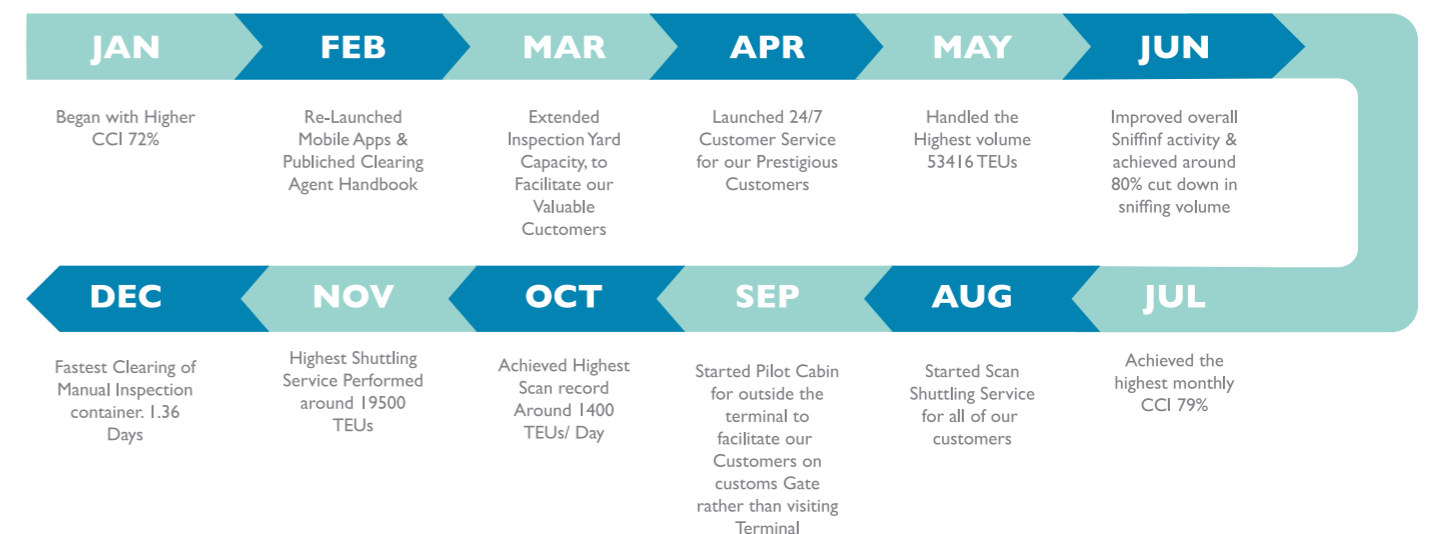 JAN
FEB
MAR
APR
MAY
JUN
Began with Higher
CCI 72%
Re-Launched
Mobile Apps &
Publiched Clearing
Agent Handbook
Extended
Inspection Yard
Capacity, to
Facilitate our
Valuable
Cuctomers
Launched 24/7
Customer Service
for our Prestigious
Customers
Handled the
Highest volume
53416 TEUs
Improved overall
Sniffinf activity &
achieved around
80% cut down in
sniffing volume
DEC
NOV
OCT
SEP
AUG
JUL
Fastest Clearing of
Manual Inspection
container. 1.36
Days
Highest Shuttling
Service Performed
around 19500
TEUs
Achieved Highest
Scan record
Around 1400
TEUs/ Day
Started Pilot Cabin
for outside the
terminal to
facilitate our
Customers on
customs Gate
rather than visiting
Terminal
Started Scan
Shuttling Service
for all of our
customers
Achieved the
highest monthly
CCI 79%